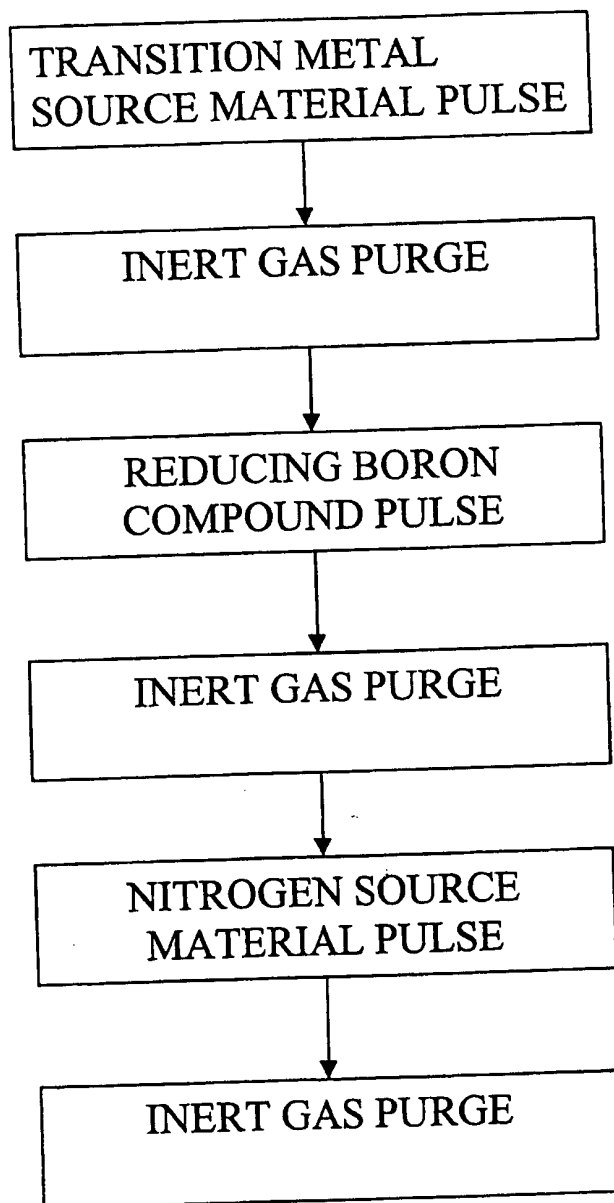 TRANSITION METAL
SOURCE MATERIAL PULSE
INERT GAS PURGE
REDUCING BORON
COMPOUND PULSE
INERT GAS PURGE
NITROGEN SOURCE
MATERIAL PULSE
INERT GAS PURGE